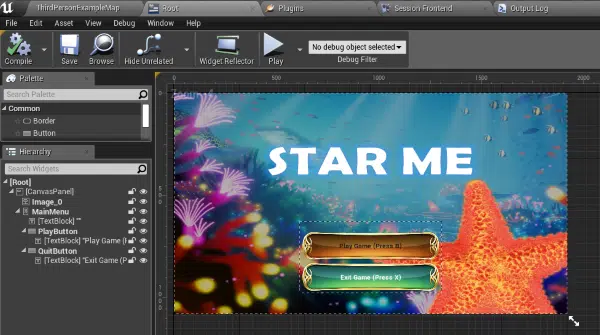 ThirdPersonExampleMap
Root
Plugins
Session Frontend
Output Log
File Edit Asset View Debug Window Help
Compile
Save
Browse
Hide Unrelated
Widget Reflector
Play
No debug object selected
Debug Filter
Palette
Search Palette
Common
Border
Button
Hierarchy
Search Widgets
[Root]
[CanvasPanel]
Image_0
MainMenu
[TextBlock] ""
PlayButton
[TextBlock] "Play Game (
QuitButton
[TextBlock] "Exit Game (P
0
500
1000
1500
2000
STAR ME
Play Game (Press B)
Exit Game (Press X)